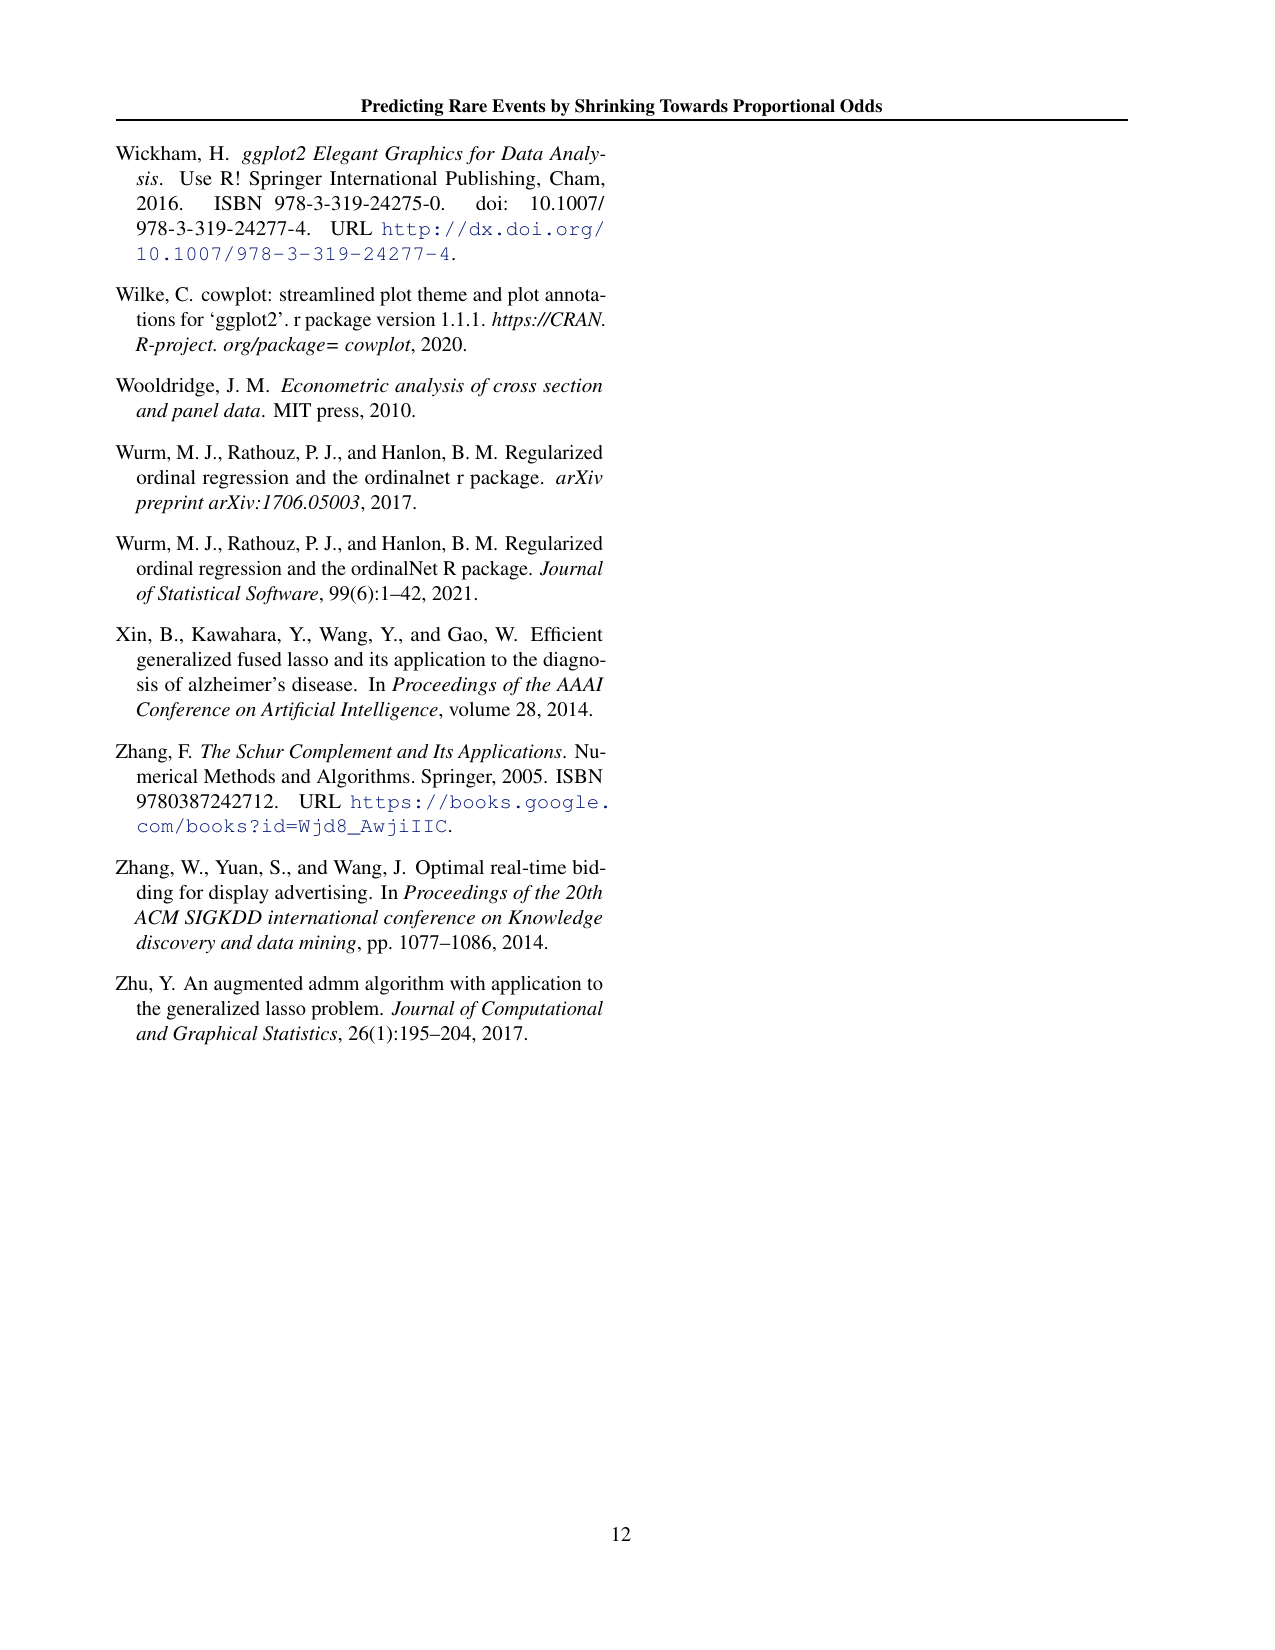 Predicting Rare Events by Shrinking Towards Proportional Odds
Wickham, H. ggplot2 Elegant Graphics for Data Analy-
sis. Use R! Springer International Publishing, Cham,
2016. ISBN 978-3-319-24275-0. doi: 10.1007/
978-3-319-24277-4. URL http://dx.doi.org/
10.1007/978-3-319-24277-4.
Wilke, C. cowplot: streamlined plot theme and plot annota-
tions for ‘ggplot2’. r package version 1.1.1. https://CRAN.
R-project. org/package= cowplot, 2020.
Wooldridge, J. M. Econometric analysis of cross section
and panel data. MIT press, 2010.
Wurm, M. J., Rathouz, P. J., and Hanlon, B. M. Regularized
ordinal regression and the ordinalnet r package. arXiv
preprint arXiv:1706.05003, 2017.
Wurm, M. J., Rathouz, P. J., and Hanlon, B. M. Regularized
ordinal regression and the ordinalNet R package. Journal
of Statistical Software, 99(6):1–42, 2021.
Xin, B., Kawahara, Y., Wang, Y., and Gao, W. Efficient
generalized fused lasso and its application to the diagno-
sis of alzheimer’s disease. In Proceedings of the AAAI
Conference on Artificial Intelligence, volume 28, 2014.
Zhang, F. The Schur Complement and Its Applications. Nu-
merical Methods and Algorithms. Springer, 2005. ISBN
9780387242712. URL https://books.google.
com/books?id=Wjd8_AwjiIIC.
Zhang, W., Yuan, S., and Wang, J. Optimal real-time bid-
ding for display advertising. In Proceedings of the 20th
ACM SIGKDD international conference on Knowledge
discovery and data mining, pp. 1077–1086, 2014.
Zhu, Y. An augmented admm algorithm with application to
the generalized lasso problem. Journal of Computational
and Graphical Statistics, 26(1):195–204, 2017.
12